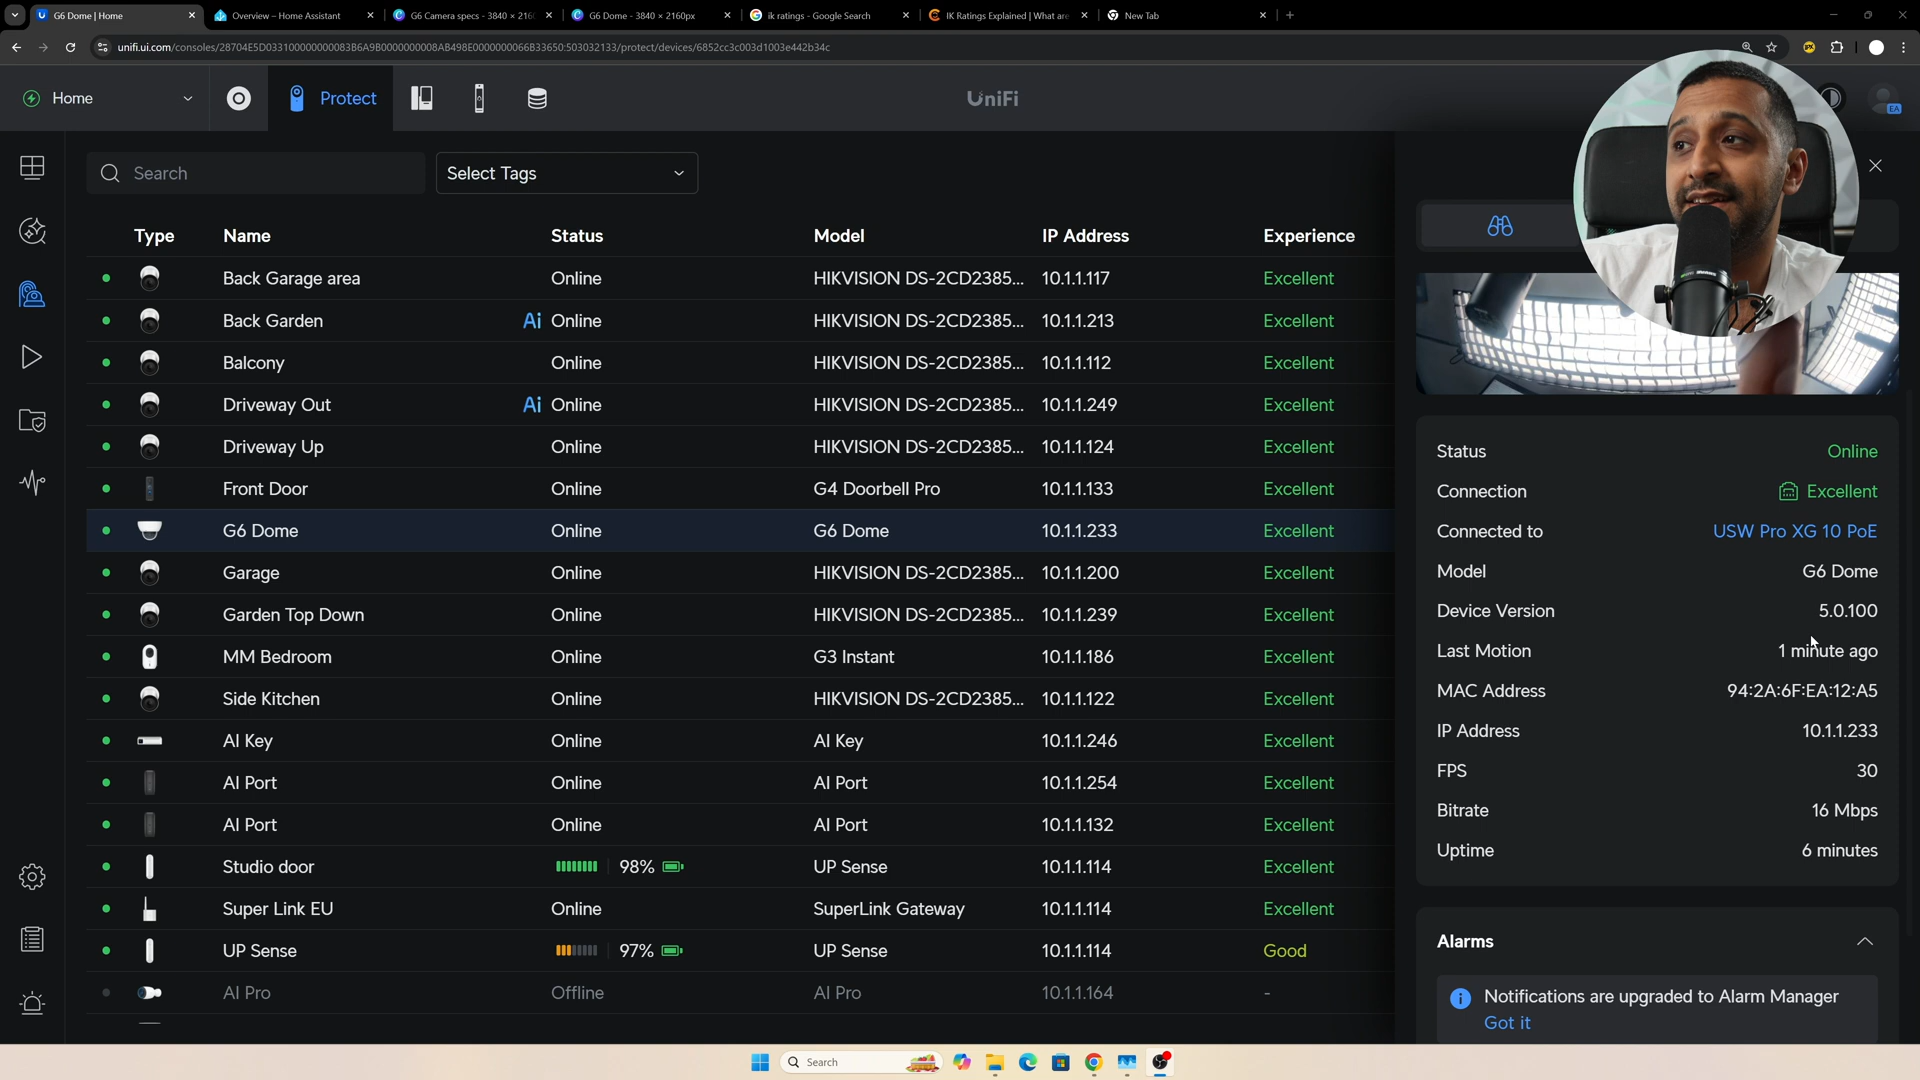 G6 Dome | Home
Overview – Home Assistant
G6 Camera specs - 3840 × 216
G6 Dome - 3840 × 2160px
ik ratings - Google Search
IK Ratings Explained | What are
New Tab
Home
Protect
UniFi
EA
Search
Select Tags
Type Name Status Model IP Address Experience
Back Garage area Online HIKVISION DS-2CD2385... 10.1.1.117 Excellent
Back Garden Ai Online HIKVISION DS-2CD2385... 10.1.1.213 Excellent
Balcony Online HIKVISION DS-2CD2385... 10.1.1.112 Excellent
Driveway Out Ai Online HIKVISION DS-2CD2385... 10.1.1.249 Excellent
Driveway Up Online HIKVISION DS-2CD2385... 10.1.1.124 Excellent
Front Door Online G4 Doorbell Pro 10.1.1.133 Excellent
G6 Dome Online G6 Dome 10.1.1.233 Excellent
Garage Online HIKVISION DS-2CD2385... 10.1.1.200 Excellent
Garden Top Down Online HIKVISION DS-2CD2385... 10.1.1.239 Excellent
MM Bedroom Online G3 Instant 10.1.1.186 Excellent
Side Kitchen Online HIKVISION DS-2CD2385... 10.1.1.122 Excellent
AI Key Online AI Key 10.1.1.246 Excellent
AI Port Online AI Port 10.1.1.254 Excellent
AI Port Online AI Port 10.1.1.132 Excellent
Studio door 98% UP Sense 10.1.1.114 Excellent
Super Link EU Online SuperLink Gateway 10.1.1.114 Excellent
UP Sense 97% UP Sense 10.1.1.114 Good
AI Pro Offline AI Pro 10.1.1.164 -
Status Online
Connection Excellent
Connected to USW Pro XG 10 PoE
Model G6 Dome
Device Version 5.0.100
Last Motion 1 minute ago
MAC Address 94:2A:6F:EA:12:A5
IP Address 10.1.1.233
FPS 30
Bitrate 16 Mbps
Uptime 6 minutes
Alarms
Notifications are upgraded to Alarm Manager
Got it
Search